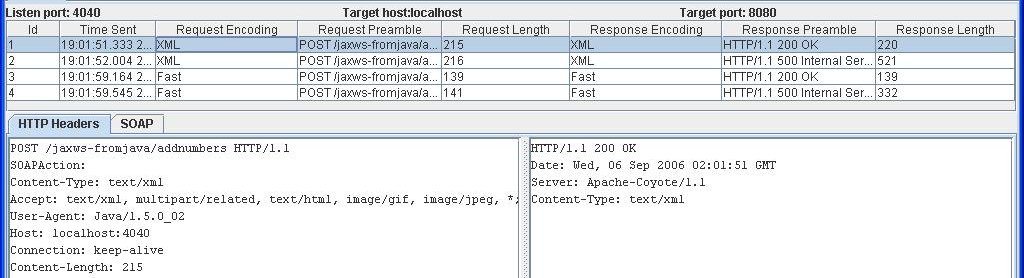 Listen port: 4040 Target host:localhost Target port: 8080
Id Time Sent Request Encoding Request Preamble Request Length Response Encoding Response Preamble Response Length
1 19:01:51.333 2... XML POST /jaxws-fromjava/a... 215 XML HTTP/1.1 200 OK 220
2 19:01:52.004 2... XML POST /jaxws-fromjava/a... 216 XML HTTP/1.1 500 Internal Ser... 521
3 19:01:59.164 2... Fast POST /jaxws-fromjava/a... 139 Fast HTTP/1.1 200 OK 139
4 19:01:59.545 2... Fast POST /jaxws-fromjava/a... 141 Fast HTTP/1.1 500 Internal Ser... 332
HTTP Headers SOAP
POST /jaxws-fromjava/addnumbers HTTP/1.1
SOAPAction:
Content-Type: text/xml
Accept: text/xml, multipart/related, text/html, image/gif, image/jpeg, *;
User-Agent: Java/1.5.0_02
Host: localhost:4040
Connection: keep-alive
Content-Length: 215
HTTP/1.1 200 OK
Date: Wed, 06 Sep 2006 02:01:51 GMT
Server: Apache-Coyote/1.1
Content-Type: text/xml